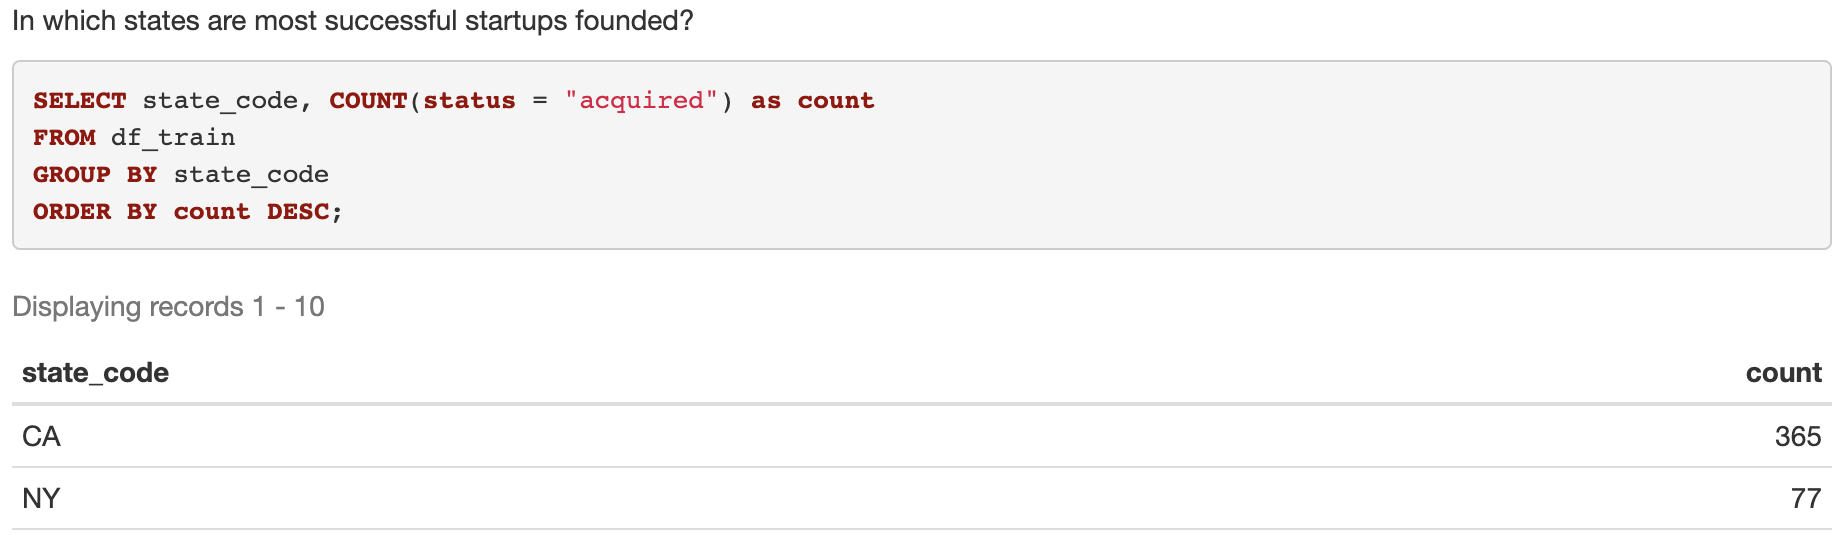 In which states are most successful startups founded?
SELECT state_code, COUNT(status = "acquired") as count
FROM df_train
GROUP BY state_code
ORDER BY count DESC;
Displaying records 1 - 10
state_code count
CA 365
NY 77